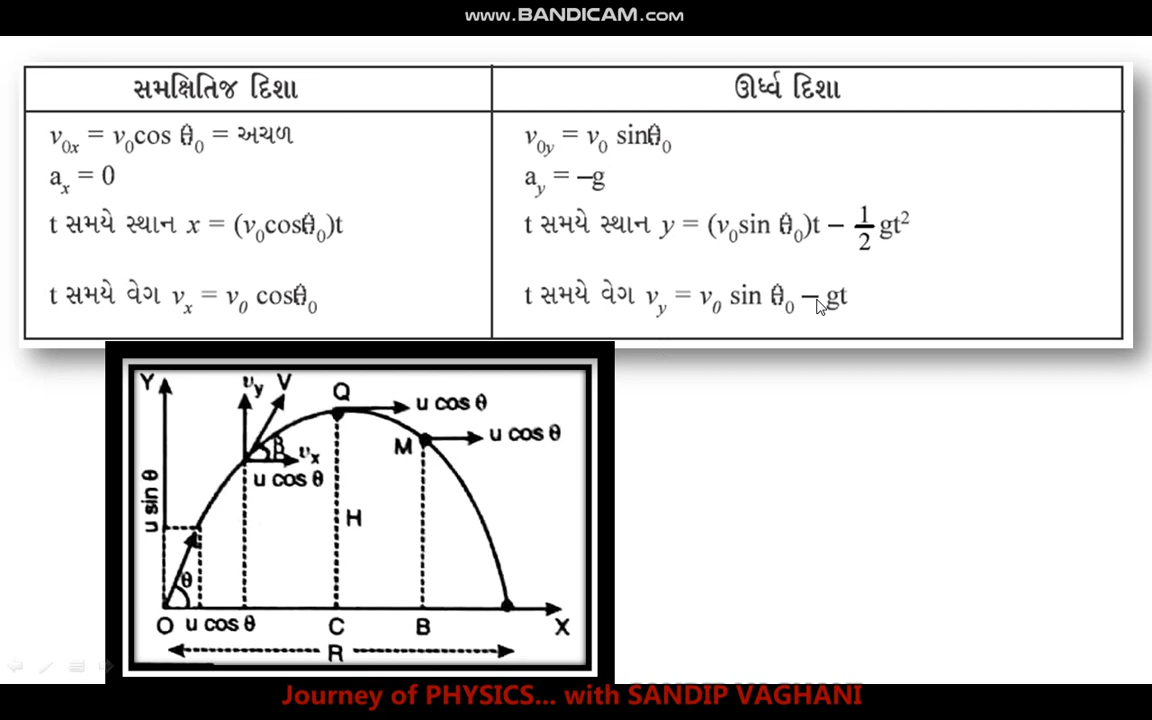 www.BANDICAM.com
સમક્ષિતિજ દિશા
ઊર્ધ્વ દિશા
v₀ₓ = v₀cos θ₀ = અચળ
v₀y = v₀ sinθ₀
aₓ = 0
ay = –g
t સમયે સ્થાન x = (v₀cosθ₀)t
t સમયે સ્થાન y = (v₀sin θ₀)t – 1/2 gt²
t સમયે વેગ vₓ = v₀ cosθ₀
t સમયે વેગ vy = v₀ sin θ₀ – gt
Y
υy
V
Q
u cos θ
M
u cos θ
β
υₓ
u cos θ
u sin θ
H
θ
O
u cos θ
C
B
X
R
Journey of PHYSICS... with SANDIP VAGHANI